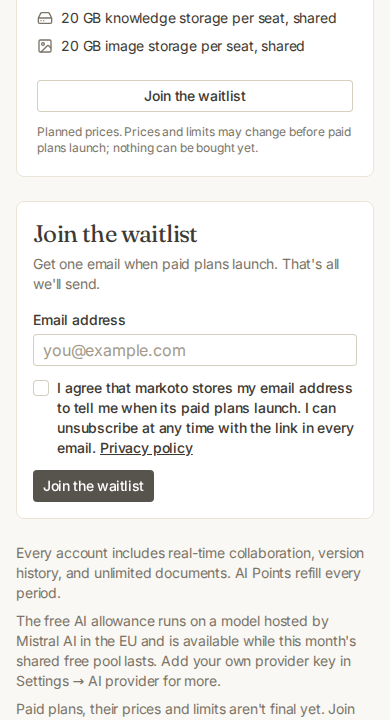 20 GB knowledge storage per seat, shared
20 GB image storage per seat, shared
Join the waitlist
Planned prices. Prices and limits may change before paid
plans launch; nothing can be bought yet.
Join the waitlist
Get one email when paid plans launch. That's all
we'll send.
Email address
you@example.com
I agree that markoto stores my email address
to tell me when its paid plans launch. I can
unsubscribe at any time with the link in every
email. Privacy policy
Join the waitlist
Every account includes real-time collaboration, version
history, and unlimited documents. AI Points refill every
period.
The free AI allowance runs on a model hosted by
Mistral AI in the EU and is available while this month's
shared free pool lasts. Add your own provider key in
Settings → AI provider for more.
Paid plans, their prices and limits aren't final yet. Join